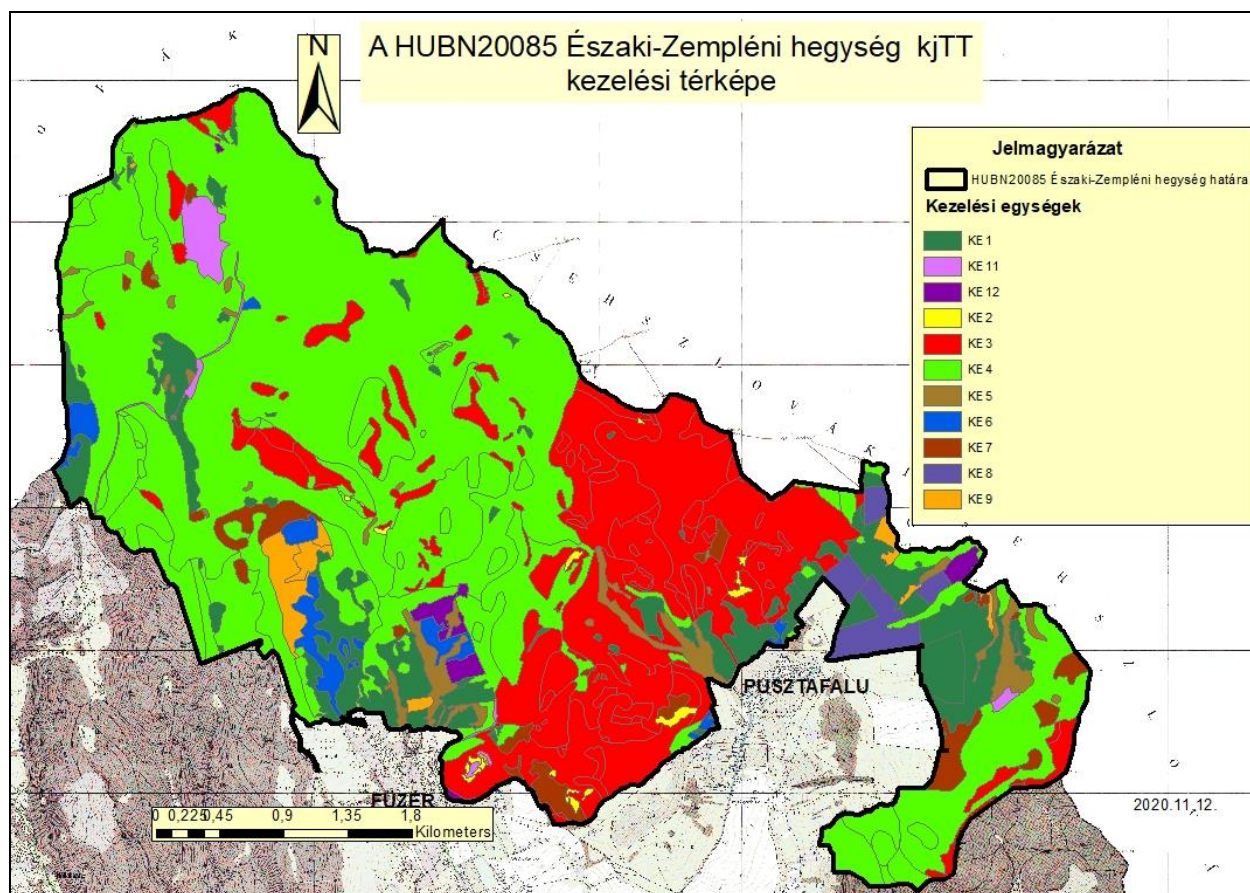 A HUBN20085 Északi-Zempléni hegység kjTT
kezelési térképe
N
Jelmagyarázat
HUBN20085 Északi-Zempléni hegység határa
Kezelési egységek
KE 1
KE 11
KE 12
KE 2
KE 3
KE 4
KE 5
KE 6
KE 7
KE 8
KE 9
C S E H S Z L O V Á K I
PUSZTAFALU
FÜZÉR
0 0,225 0,45 0,9 1,35 1,8
Kilometers
2020.11.12.